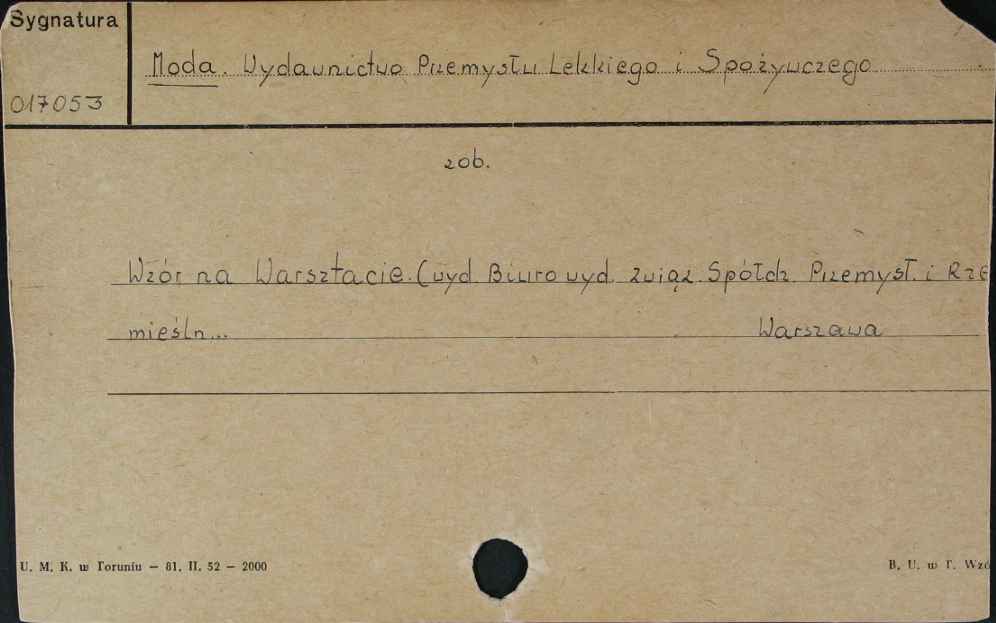 Sygnatura
Moda. Wydawnictwo Przemysłu Lekkiego i Spożywczego
017053
zob.
Wzór na Warsztacie. (wyd. Biuro wyd. Związ. Spółdz. Przemysł. i Rze
mieśln... Warszawa
U. M. K. w Toruniu — 81. II. 52 — 2000
B. U. w T. Wzó